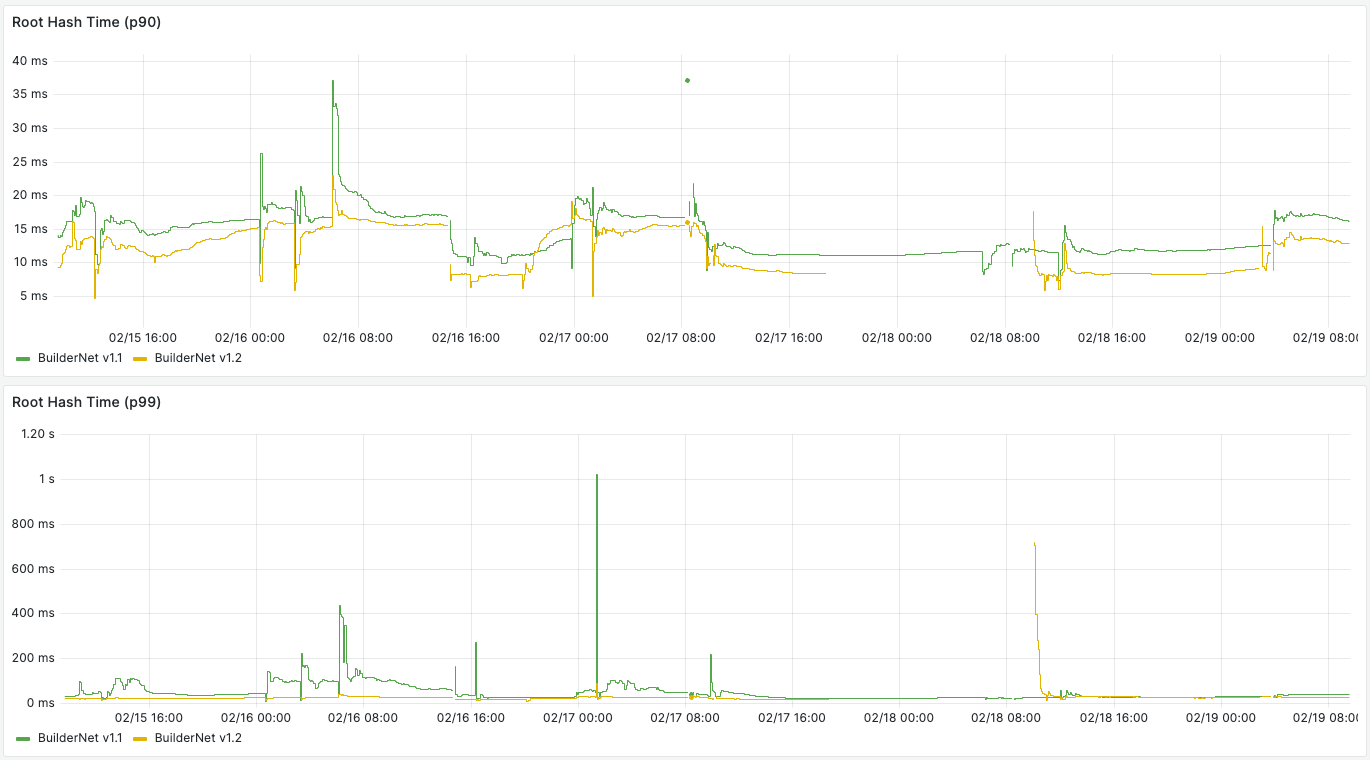 Root Hash Time (p90)
40 ms
35 ms
30 ms
25 ms
20 ms
15 ms
10 ms
5 ms
02/15 16:00 02/16 00:00 02/16 08:00 02/16 16:00 02/17 00:00 02/17 08:00 02/17 16:00 02/18 00:00 02/18 08:00 02/18 16:00 02/19 00:00 02/19 08:00
BuilderNet v1.1 BuilderNet v1.2
Root Hash Time (p99)
1.20 s
1 s
800 ms
600 ms
400 ms
200 ms
0 ms
02/15 16:00 02/16 00:00 02/16 08:00 02/16 16:00 02/17 00:00 02/17 08:00 02/17 16:00 02/18 00:00 02/18 08:00 02/18 16:00 02/19 00:00 02/19 08:00
BuilderNet v1.1 BuilderNet v1.2